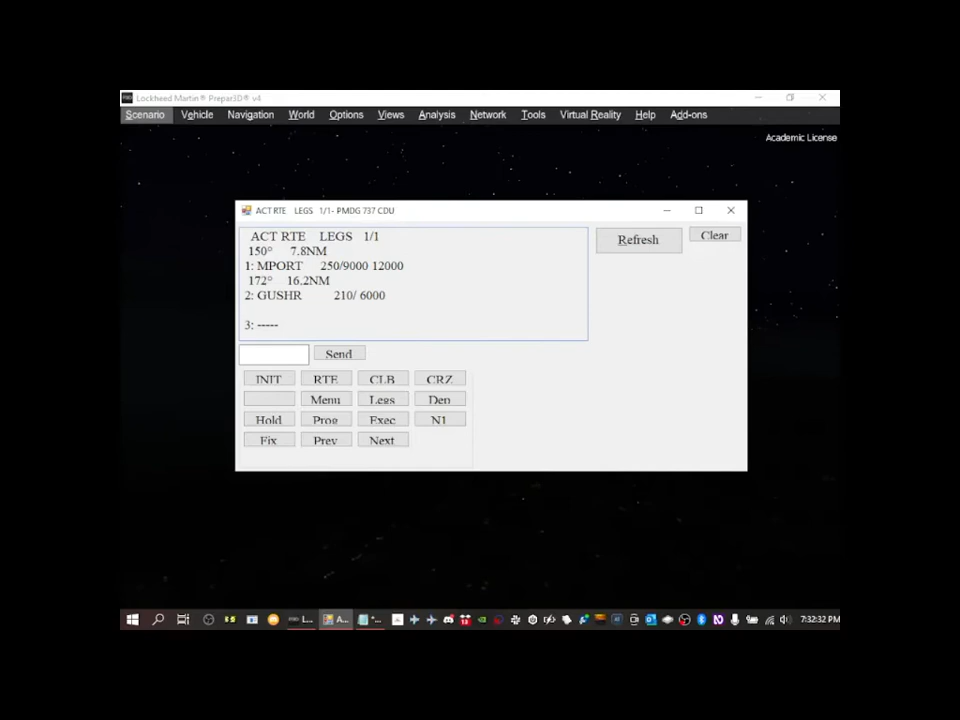 Lockheed Martin® Prepar3D® v4
Scenario Vehicle Navigation World Options Views Analysis Network Tools Virtual Reality Help Add-ons
Academic License
ACT RTE LEGS 1/1- PMDG 737 CDU
ACT RTE LEGS 1/1
150° 7.8NM
1: MPORT 250/9000 12000
172° 16.2NM
2: GUSHR 210/ 6000
3: -----
Refresh Clear
Send
INIT RTE CLB CRZ
Menu Legs Den
Hold Prog Exec N1
Fix Prev Next
L... A... *...
7:32:32 PM